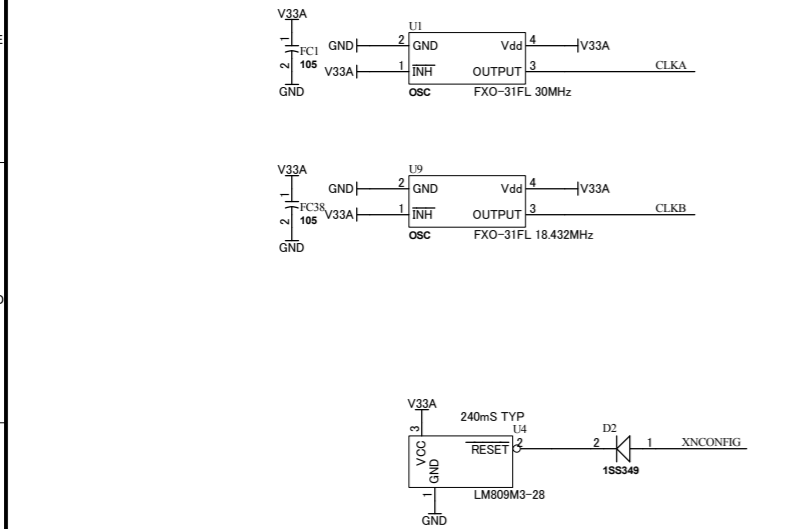 V33A
U1
1
GND
2
GND
Vdd
4
V33A
FC1
105
2
V33A
1
INH
OUTPUT
3
CLKA
GND
OSC
FXO-31FL 30MHz
V33A
U9
1
GND
2
GND
Vdd
4
V33A
FC38
105
2
V33A
1
INH
OUTPUT
3
CLKB
GND
OSC
FXO-31FL 18.432MHz
V33A
240mS TYP
U4
3
VCC
RESET
2
D2
2
1
XNCONFIG
1SS349
GND
1
LM809M3-28
GND